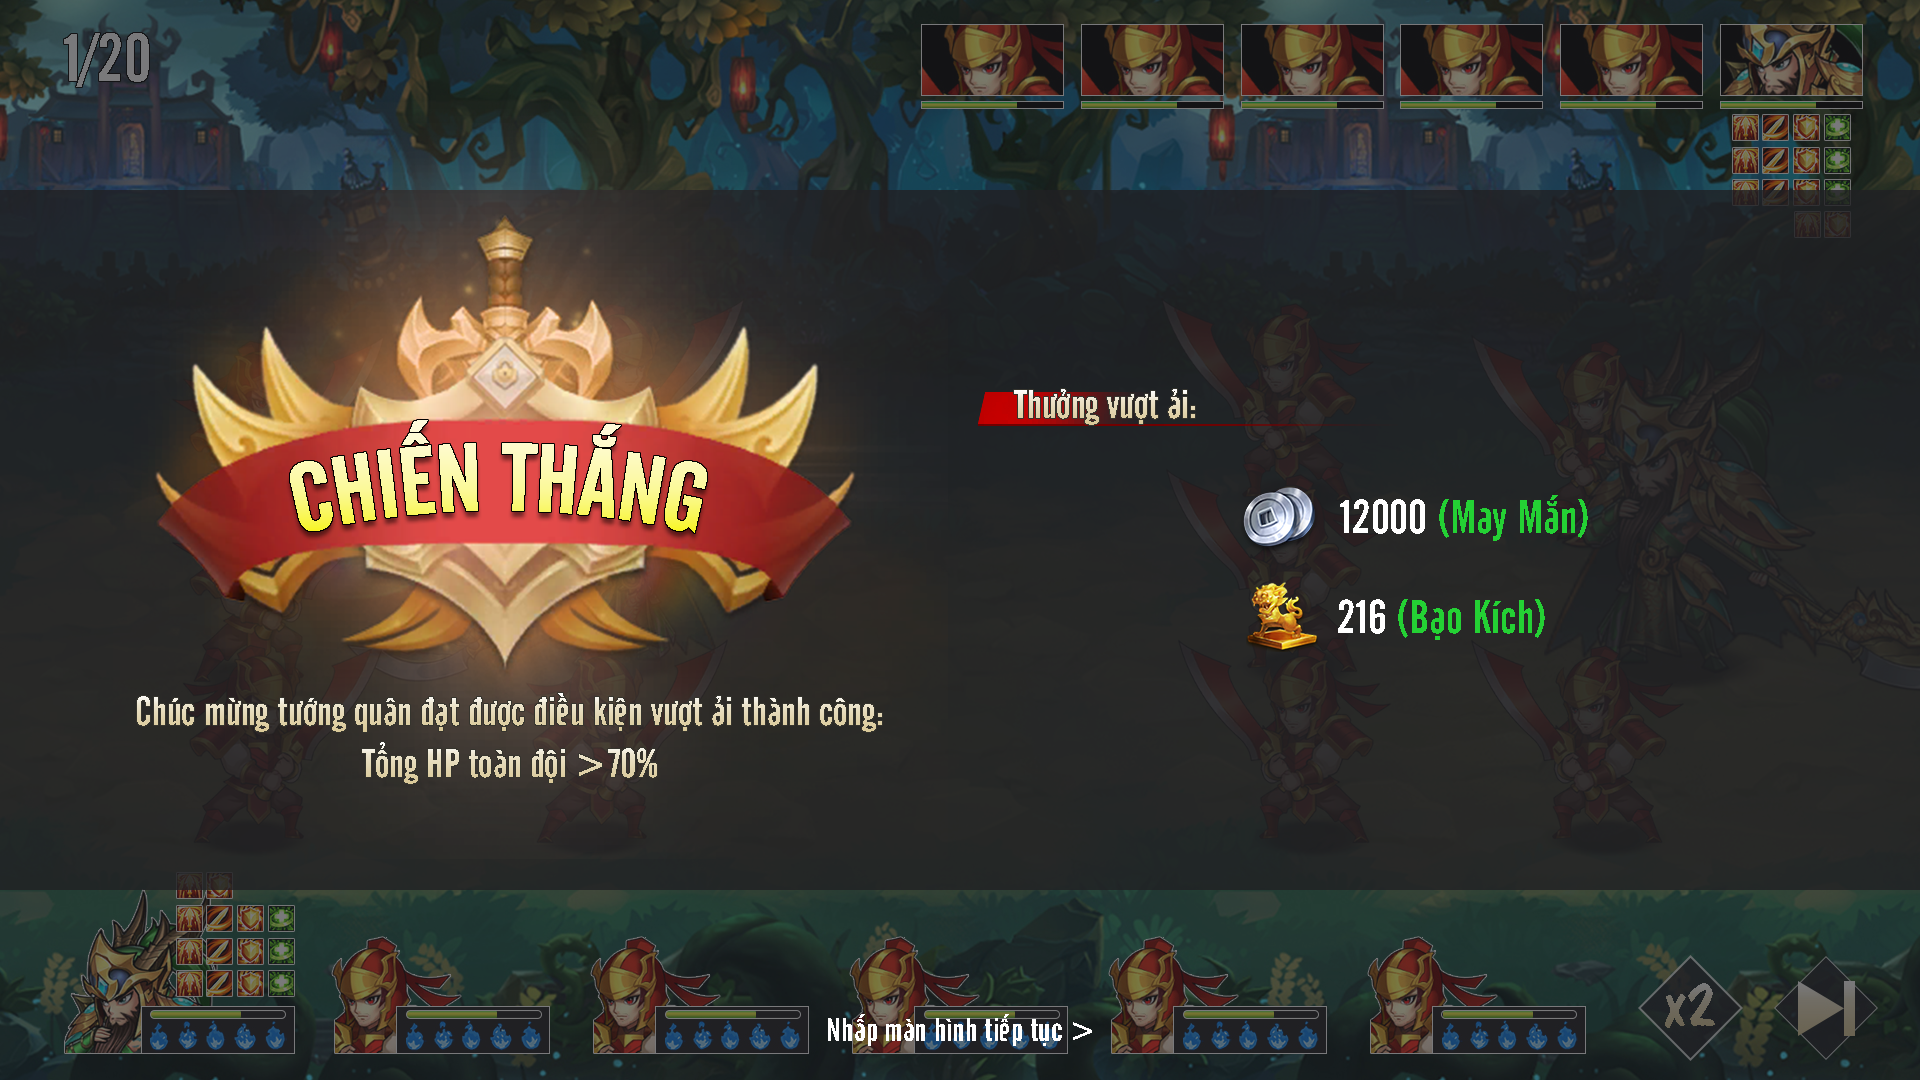 1/20
CHIẾN THẮNG
Chúc mừng tướng quân đạt được điều kiện vượt ải thành công:
Tổng HP toàn đội >70%
Thưởng vượt ải:
12000 (May Mắn)
216 (Bạo Kích)
Nhấp màn hình tiếp tục >
x2